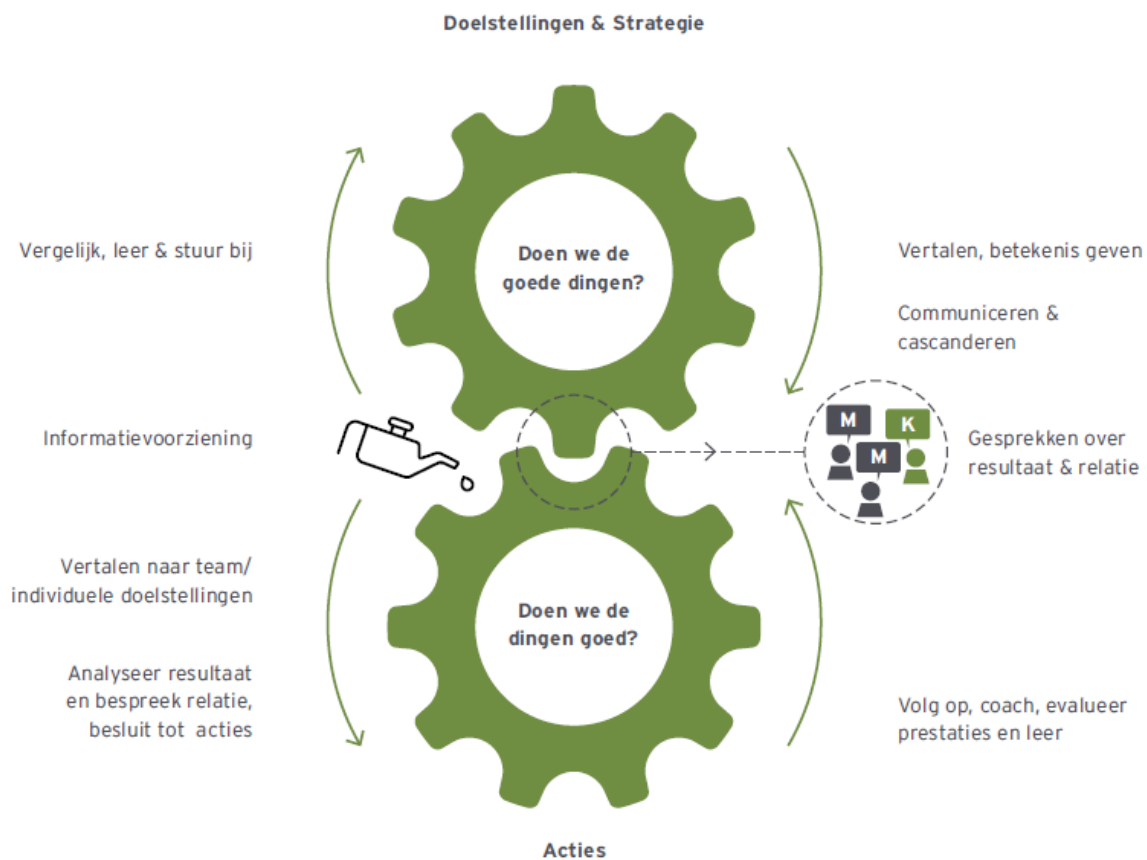 Doelstellingen & Strategie
Vergelijk, leer & stuur bij
Doen we de
goede dingen?
Vertalen, betekenis geven
Communiceren &
cascanderen
Informatievoorziening
M
K
M
Gesprekken over
resultaat & relatie
Vertalen naar team/
individuele doelstellingen
Doen we de
dingen goed?
Analyseer resultaat
en bespreek relatie,
besluit tot acties
Volg op, coach, evalueer
prestaties en leer
Acties